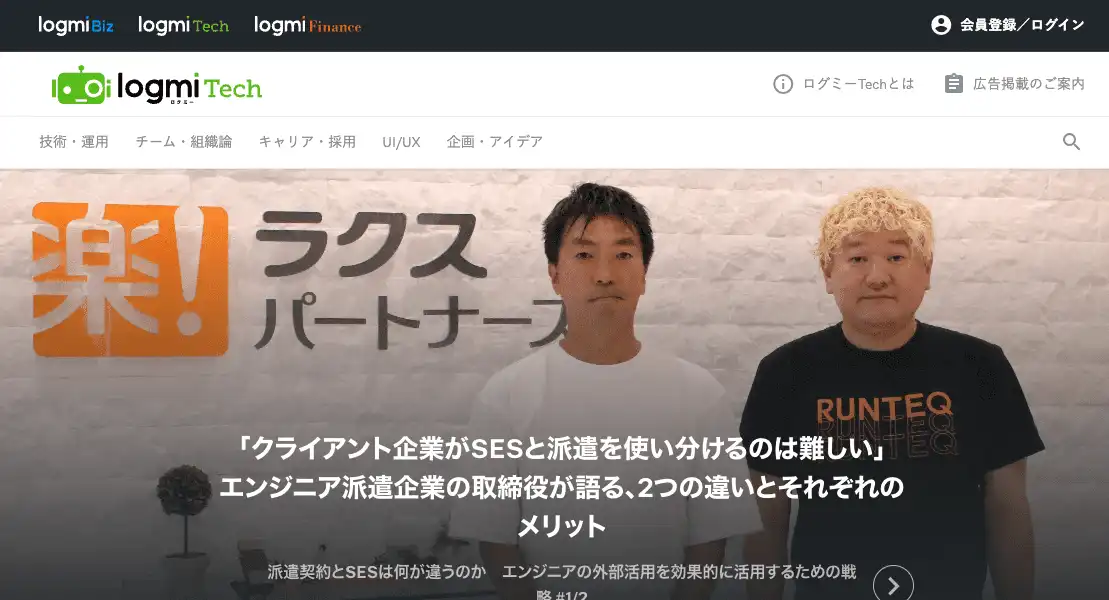 logmi Biz logmi Tech logmi Finance 会員登録／ログイン
logmi Tech ログミーTechとは 広告掲載のご案内
ログミー
技術・運用 チーム・組織論 キャリア・採用 UI/UX 企画・アイデア
楽! ラクス
パートナーズ
RUNTEQ
RUNTEQ
RUNTEQ
「クライアント企業がSESと派遣を使い分けるのは難しい」
エンジニア派遣企業の取締役が語る、2つの違いとそれぞれの
メリット
派遣契約とSESは何が違うのか　エンジニアの外部活用を効果的に活用するための戦
略 #1/2